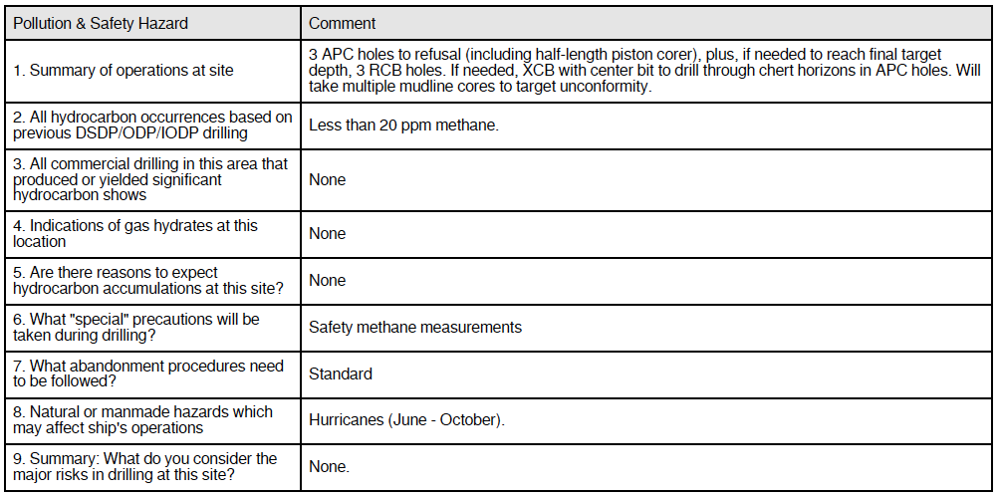 Pollution & Safety Hazard
Comment
1. Summary of operations at site
3 APC holes to refusal (including half-length piston corer), plus, if needed to reach final target
depth, 3 RCB holes. If needed, XCB with center bit to drill through chert horizons in APC holes. Will
take multiple mudline cores to target unconformity.
2. All hydrocarbon occurrences based on
previous DSDP/ODP/IODP drilling
Less than 20 ppm methane.
3. All commercial drilling in this area that
produced or yielded significant
hydrocarbon shows
None
4. Indications of gas hydrates at this
location
None
5. Are there reasons to expect
hydrocarbon accumulations at this site?
None
6. What "special" precautions will be
taken during drilling?
Safety methane measurements
7. What abandonment procedures need
to be followed?
Standard
8. Natural or manmade hazards which
may affect ship's operations
Hurricanes (June - October).
9. Summary: What do you consider the
major risks in drilling at this site?
None.